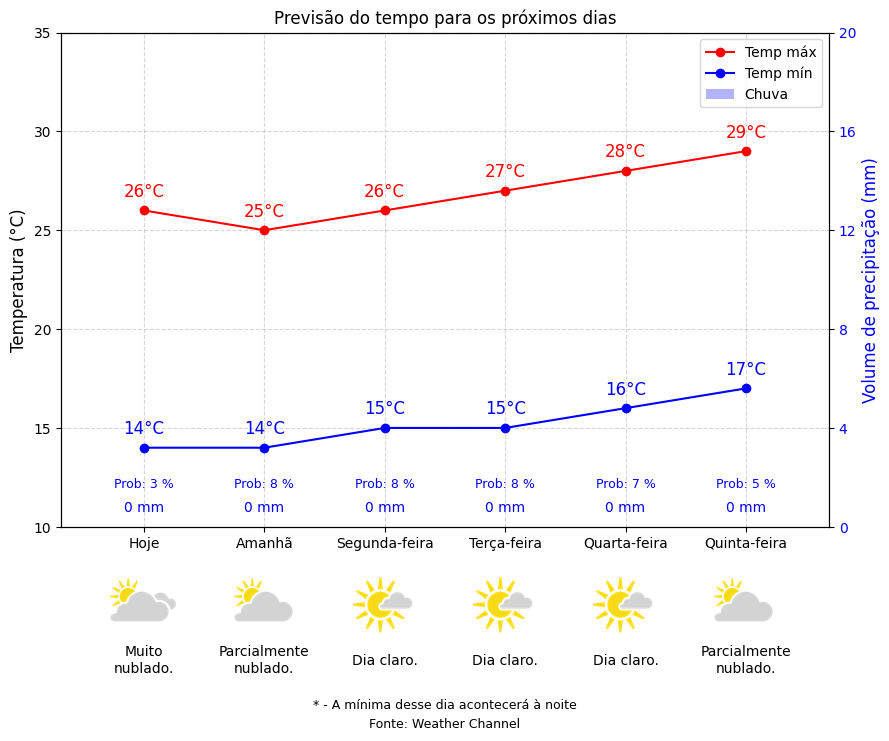 Previsão do tempo para os próximos dias
Temp máx
Temp mín
Chuva
Temperatura (°C)
Volume de precipitação (mm)
35
30
25
20
15
10
20
16
12
8
4
0
26°C 25°C 26°C 27°C 28°C 29°C
14°C 14°C 15°C 15°C 16°C 17°C
Prob: 3 % Prob: 8 % Prob: 8 % Prob: 8 % Prob: 7 % Prob: 5 %
0 mm 0 mm 0 mm 0 mm 0 mm 0 mm
Hoje Amanhã Segunda-feira Terça-feira Quarta-feira Quinta-feira
Muito
nublado.
Parcialmente
nublado.
Dia claro.
Dia claro.
Dia claro.
Parcialmente
nublado.
* - A mínima desse dia acontecerá à noite
Fonte: Weather Channel